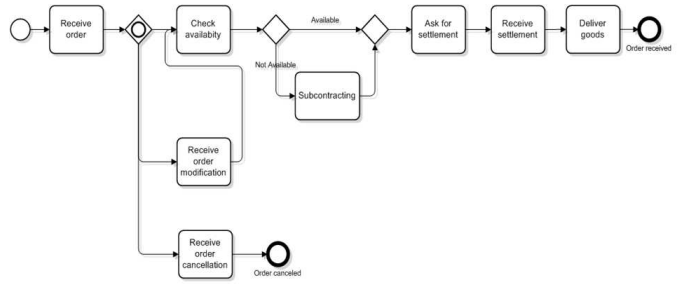 Receive
order
Check
availabity
Available
Not Available
Subcontracting
Ask for
settlement
Receive
settlement
Deliver
goods
Order received
Receive
order
modification
Receive
order
cancellation
Order canceled